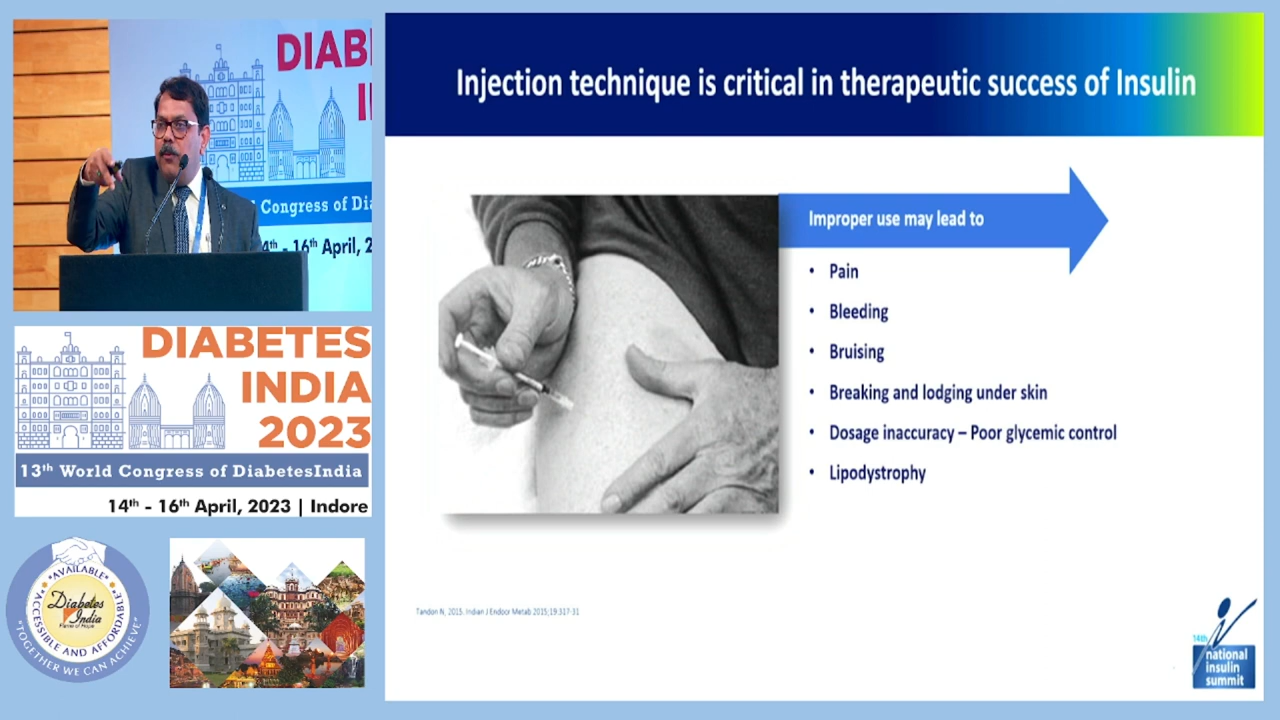 DIAB
I
Congress of Dia
4th - 16th April, 2
DIABETES
INDIA
2023
13th World Congress of DiabetesIndia
14th - 16th April, 2023 | Indore
"AVAILABLE"
"ACCESSIBLE AND AFFORDABLE"
Diabetes
India
"TOGETHER WE CAN ACHIEVE"
Injection technique is critical in therapeutic success of Insulin
Improper use may lead to
• Pain
• Bleeding
• Bruising
• Breaking and lodging under skin
• Dosage inaccuracy – Poor glycemic control
• Lipodystrophy
Tandon N, 2015. Indian J Endocr Metab 2015;19:317-31
14th
national
insulin
summit